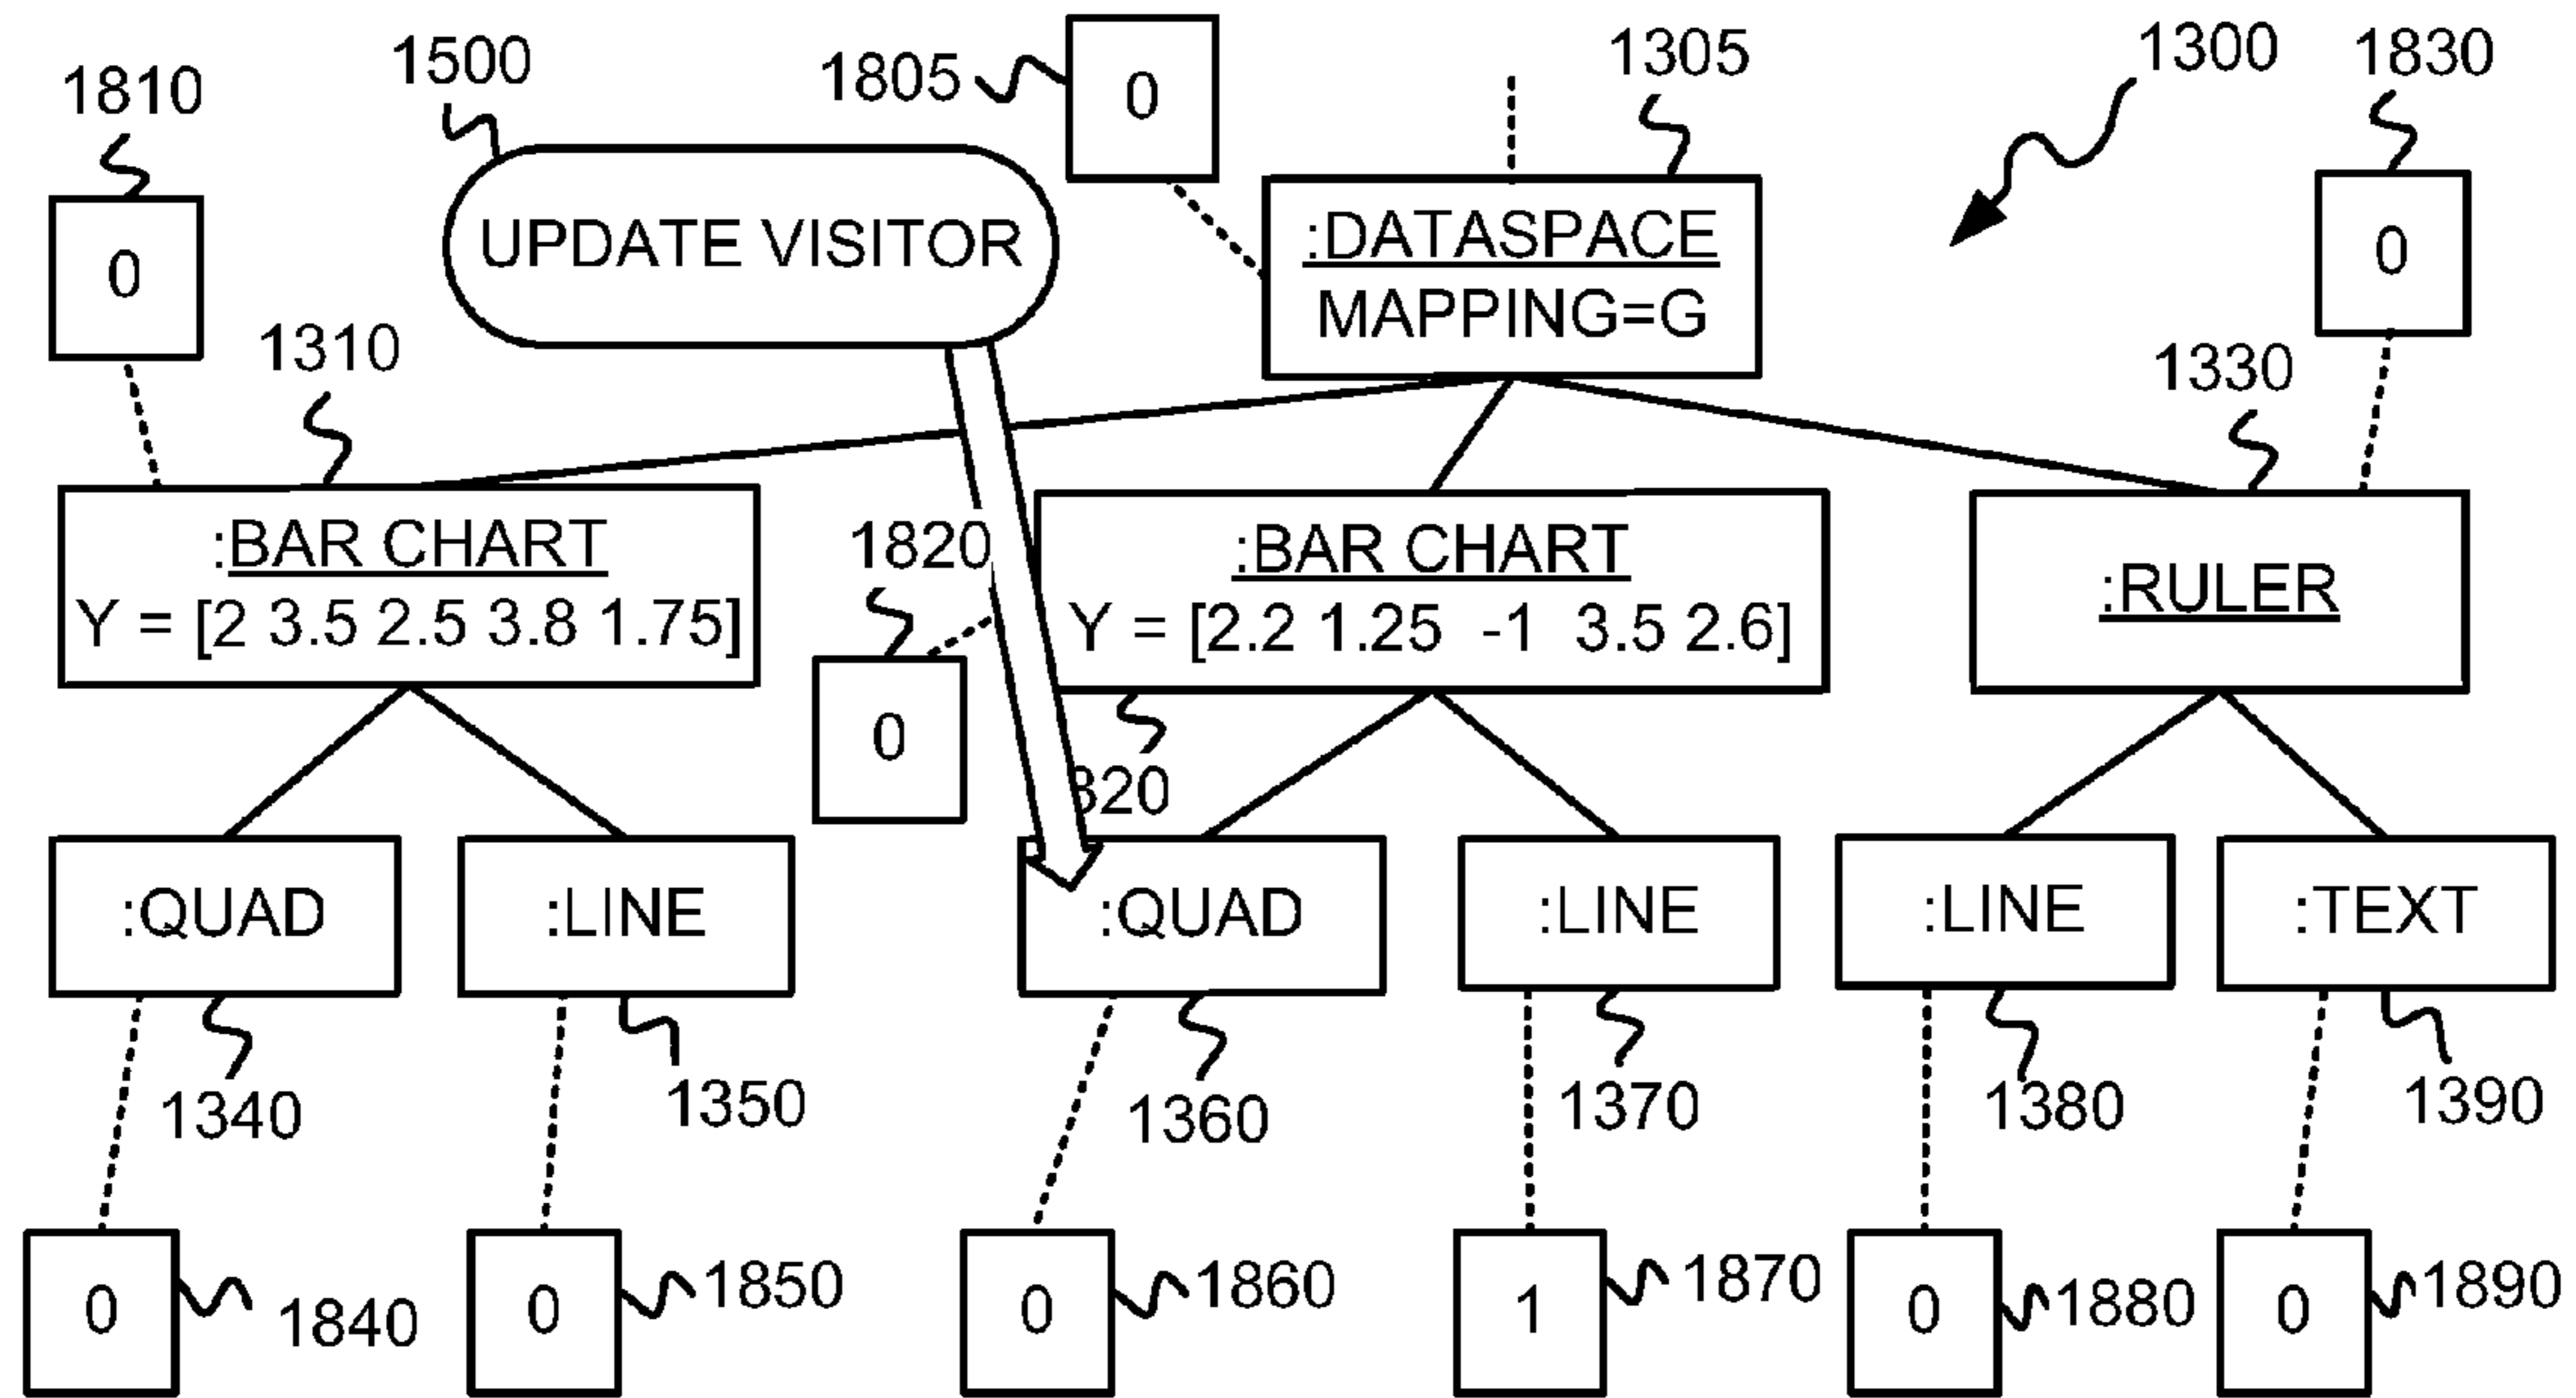 1810
1500
1805
0
1305
1300
1830
0
UPDATE VISITOR
:DATASPACE
MAPPING=G
0
1310
1330
:BAR CHART
Y = [2 3.5 2.5 3.8 1.75]
1820
:BAR CHART
Y = [2.2 1.25 -1 3.5 2.6]
:RULER
0
320
:QUAD
:LINE
:QUAD
:LINE
:LINE
:TEXT
1340
1350
1360
1370
1380
1390
0
1840
0
1850
0
1860
1
1870
0
1880
0
1890